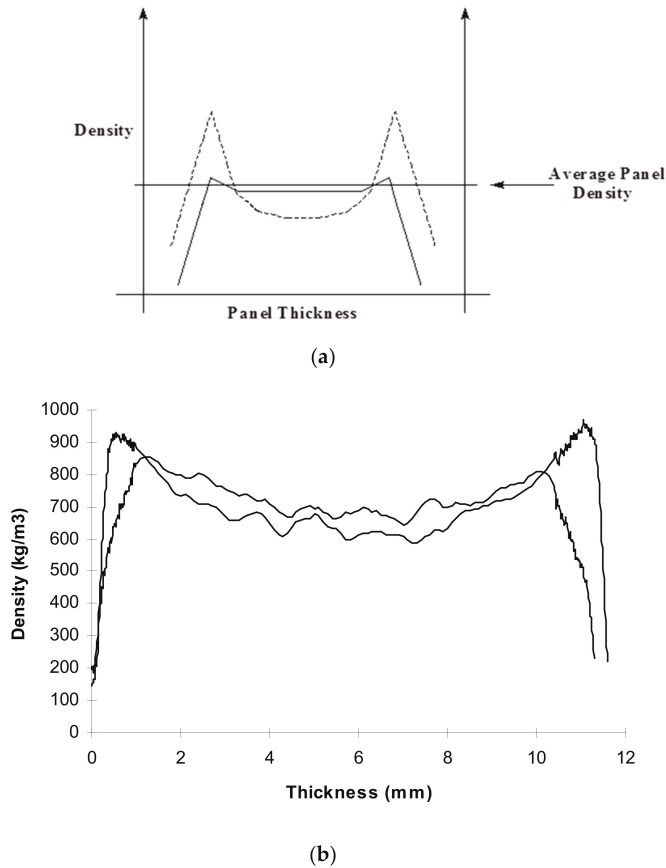 Density
Average Panel
Density
Panel Thickness
(a)
1000
900
800
700
600
500
400
300
200
100
0
Density (kg/m3)
0 2 4 6 8 10 12
Thickness (mm)
(b)